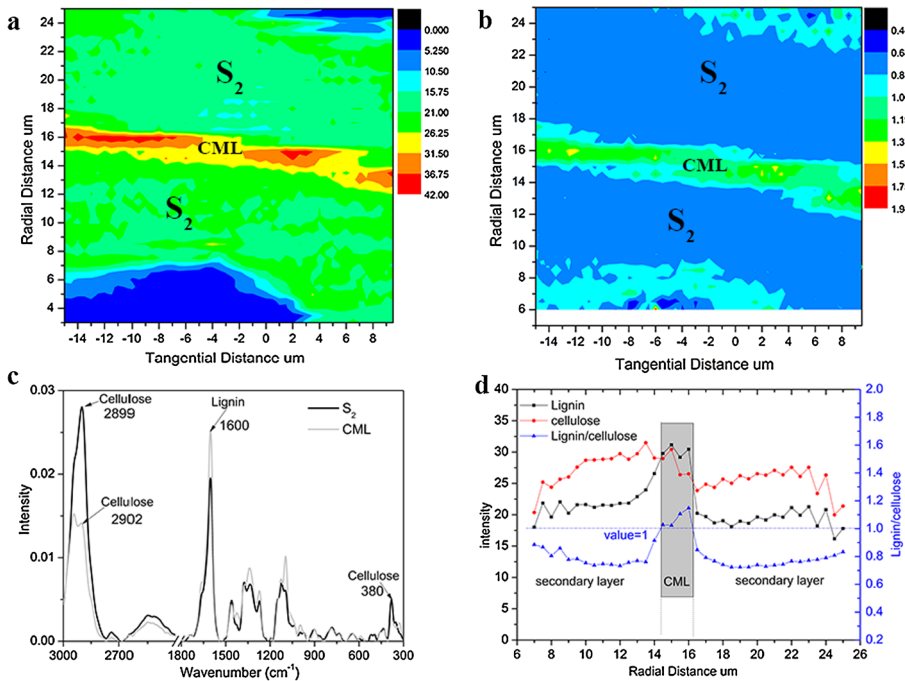 a
24
22
20
18
16
14
12
10
8
6
4
Radial Distance um
S2
CML
S2
-14 -12 -10 -8 -6 -4 -2 0 2 4 6 8
Tangential Distance um
0.000
5.250
10.50
15.75
21.00
26.25
31.50
36.75
42.00
b
24
22
20
18
16
14
12
10
8
6
Radial Distance um
S2
CML
S2
-14 -12 -10 -8 -6 -4 -2 0 2 4 6 8
Tangential Distance um
0.4
0.6
0.8
1.0
1.1
1.3
1.5
1.7
1.9
c
0.03
0.02
0.01
0.00
Intensity
Cellulose
2899
Cellulose
2902
Lignin
1600
S2
CML
Cellulose
380
3000 2700 1800 1500 1200 900 600 300
Wavenumber (cm-1)
d
40
35
30
25
20
15
10
5
0
intensity
Lignin
cellulose
Lignin/cellulose
value=1
secondary layer
CML
secondary layer
6 8 10 12 14 16 18 20 22 24 26
Radial Distance um
2.0
1.8
1.6
1.4
1.2
1.0
0.8
0.6
0.4
0.2
Lignin/cellulose